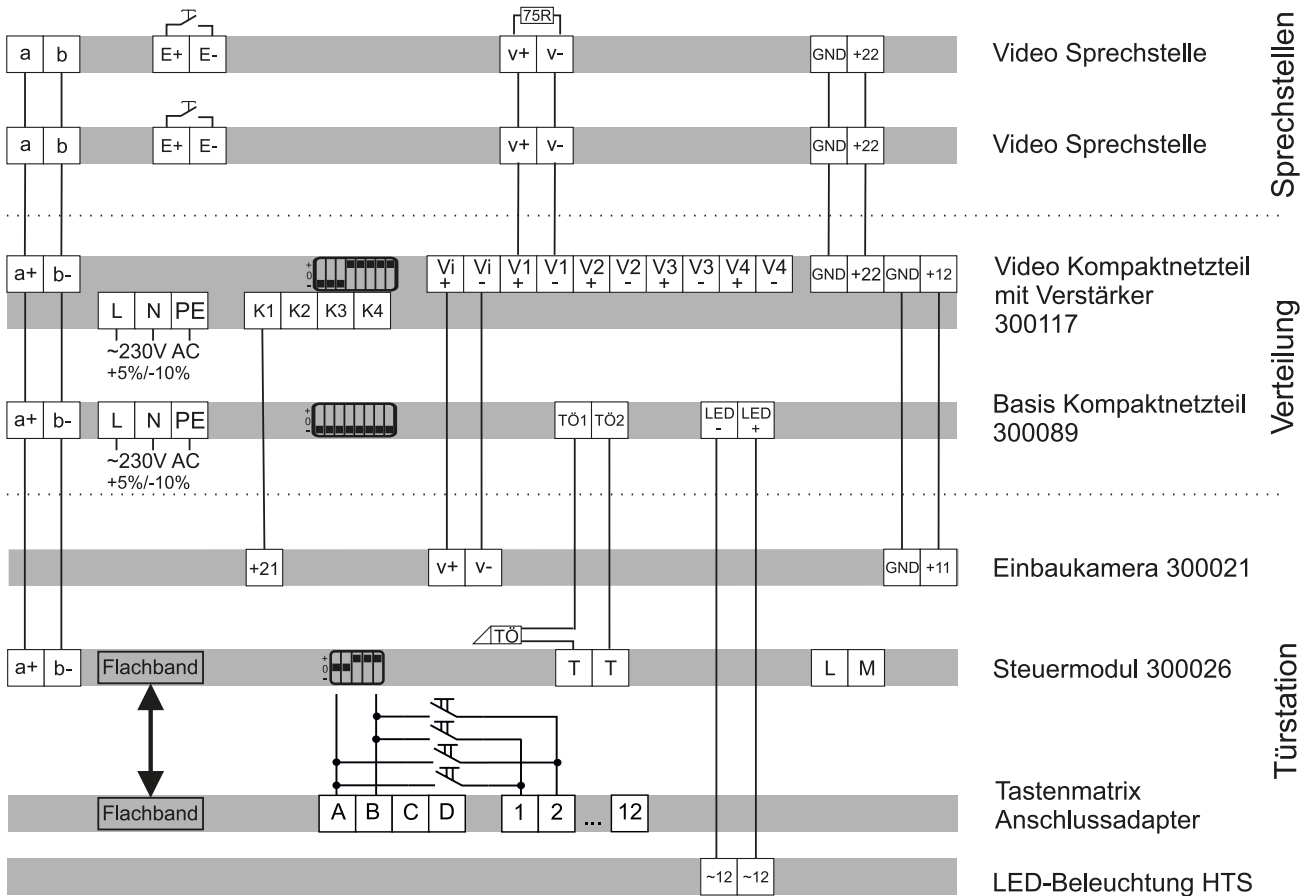 75R
a b E+ E- v+ v- GND +22 Video Sprechstelle
a b E+ E- v+ v- GND +22 Video Sprechstelle
Sprechstellen
a+ b- + 0 - Vi + Vi - V1 + V1 - V2 + V2 - V3 + V3 - V4 + V4 - GND +22 GND +12
Video Kompaktnetzteil
mit Verstärker
300117
L N PE K1 K2 K3 K4
~230V AC
+5%/-10%
Verteilung
a+ b- L N PE + 0 - TÖ1 TÖ2 LED - LED +
Basis Kompaktnetzteil
300089
~230V AC
+5%/-10%
+21 v+ v- GND +11 Einbaukamera 300021
TÖ
a+ b- Flachband + 0 - T T L M Steuermodul 300026
Türstation
Flachband A B C D 1 2 ... 12
Tastenmatrix
Anschlussadapter
~12 ~12 LED-Beleuchtung HTS